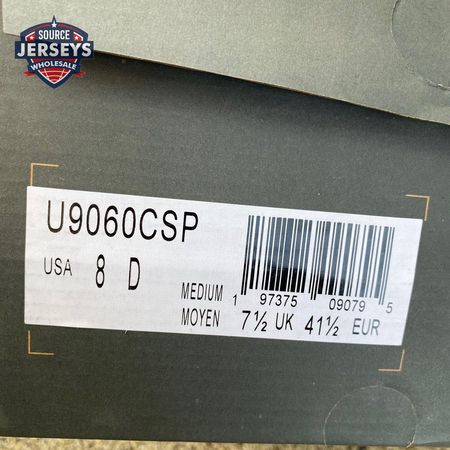 SOURCE
JERSEYS
WHOLESALE
U9060CSP
USA 8 D
MEDIUM
MOYEN 7½ UK 41½ EUR
1 97375 09079 5